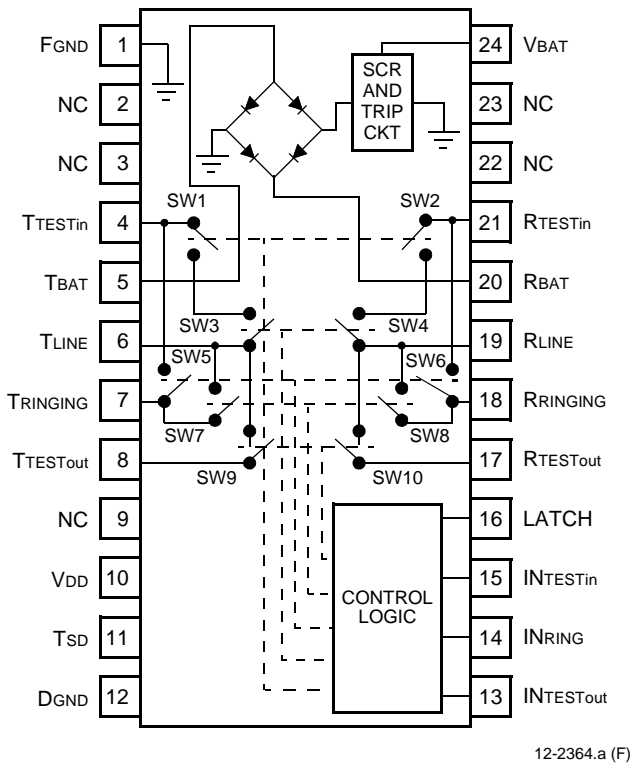 FGND 1
24 VBAT
SCR
AND
TRIP
CKT
NC 2
23 NC
NC 3
22 NC
SW1
SW2
TTESTin 4
21 RTESTin
TBAT 5
20 RBAT
SW3
SW4
TLINE 6
19 RLINE
SW5
SW6
TRINGING 7
18 RRINGING
SW7
SW8
TTESTout 8
17 RTESTout
SW9
SW10
NC 9
16 LATCH
VDD 10
15 INTESTin
CONTROL
LOGIC
TSD 11
14 INRING
DGND 12
13 INTESTout
12-2364.a (F)